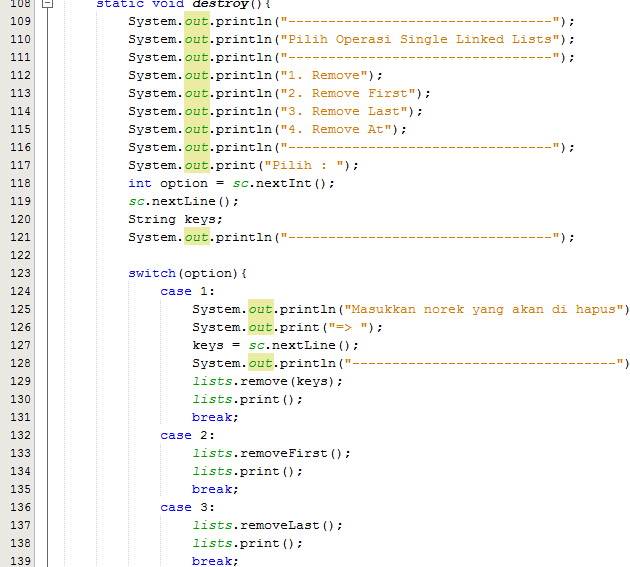 108 static void destroy(){
109 System.out.println("---------------------------------");
110 System.out.println("Pilih Operasi Single Linked Lists");
111 System.out.println("---------------------------------");
112 System.out.println("1. Remove");
113 System.out.println("2. Remove First");
114 System.out.println("3. Remove Last");
115 System.out.println("4. Remove At");
116 System.out.println("---------------------------------");
117 System.out.print("Pilih : ");
118 int option = sc.nextInt();
119 sc.nextLine();
120 String keys;
121 System.out.println("---------------------------------");
122
123 switch(option){
124 case 1:
125 System.out.println("Masukkan norek yang akan di hapus")
126 System.out.print("=> ");
127 keys = sc.nextLine();
128 System.out.println("---------------------------------")
129 lists.remove(keys);
130 lists.print();
131 break;
132 case 2:
133 lists.removeFirst();
134 lists.print();
135 break;
136 case 3:
137 lists.removeLast();
138 lists.print();
139 break;